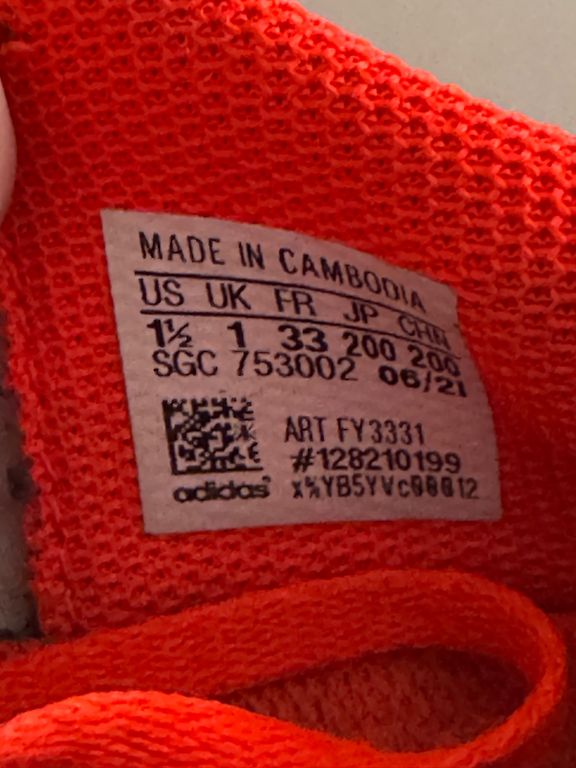 MADE IN CAMBODIA
US UK FR JP CHN
1½ 1 33 200 200
SGC 753002 06/21
ART FY3331
#128210199
adidas